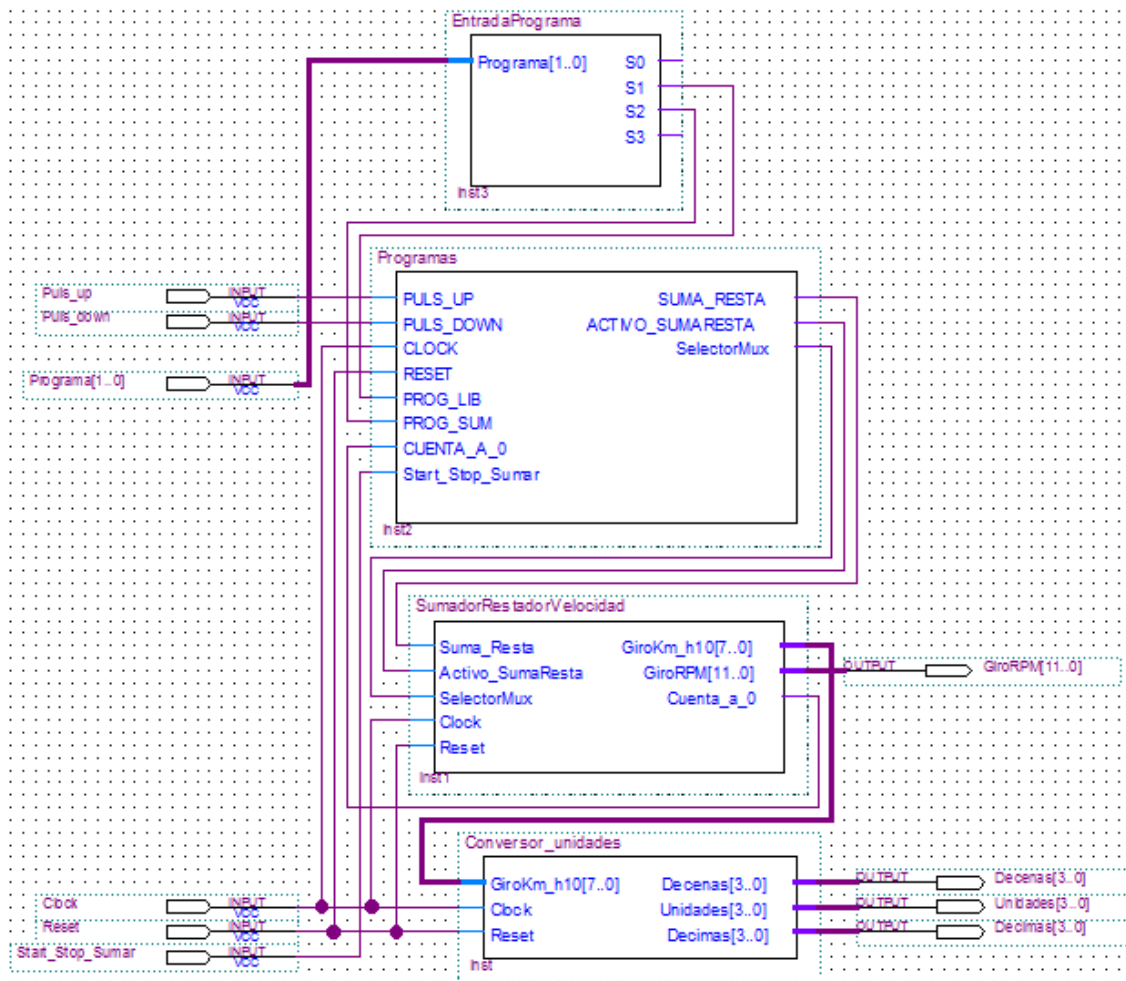 EntradaPrograma
Programa[1..0] S0
S1
S2
S3
inst3
Programas
Puls_up INPUT VCC
PULS_UP SUMA_RESTA
Puls_down INPUT VCC
PULS_DOWN ACTIVO_SUMARESTA
CLOCK SelectorMux
Programa[1..0] INPUT VCC
RESET
PROG_LIB
PROG_SUM
CUENTA_A_0
Start_Stop_Sumar
inst2
SumadorRestadorVelocidad
Suma_Resta GiroKm_h10[7..0]
Activo_SumaResta GiroRPM[11..0]
OUTPUT GiroRPM[11..0]
SelectorMux Cuenta_a_0
Clock
Reset
inst1
Conversor_unidades
GiroKm_h10[7..0] Decenas[3..0]
OUTPUT Decenas[3..0]
Clock INPUT VCC
Clock Unidades[3..0]
OUTPUT Unidades[3..0]
Reset INPUT VCC
Reset Decimas[3..0]
OUTPUT Decimas[3..0]
Start_Stop_Sumar INPUT VCC
inst